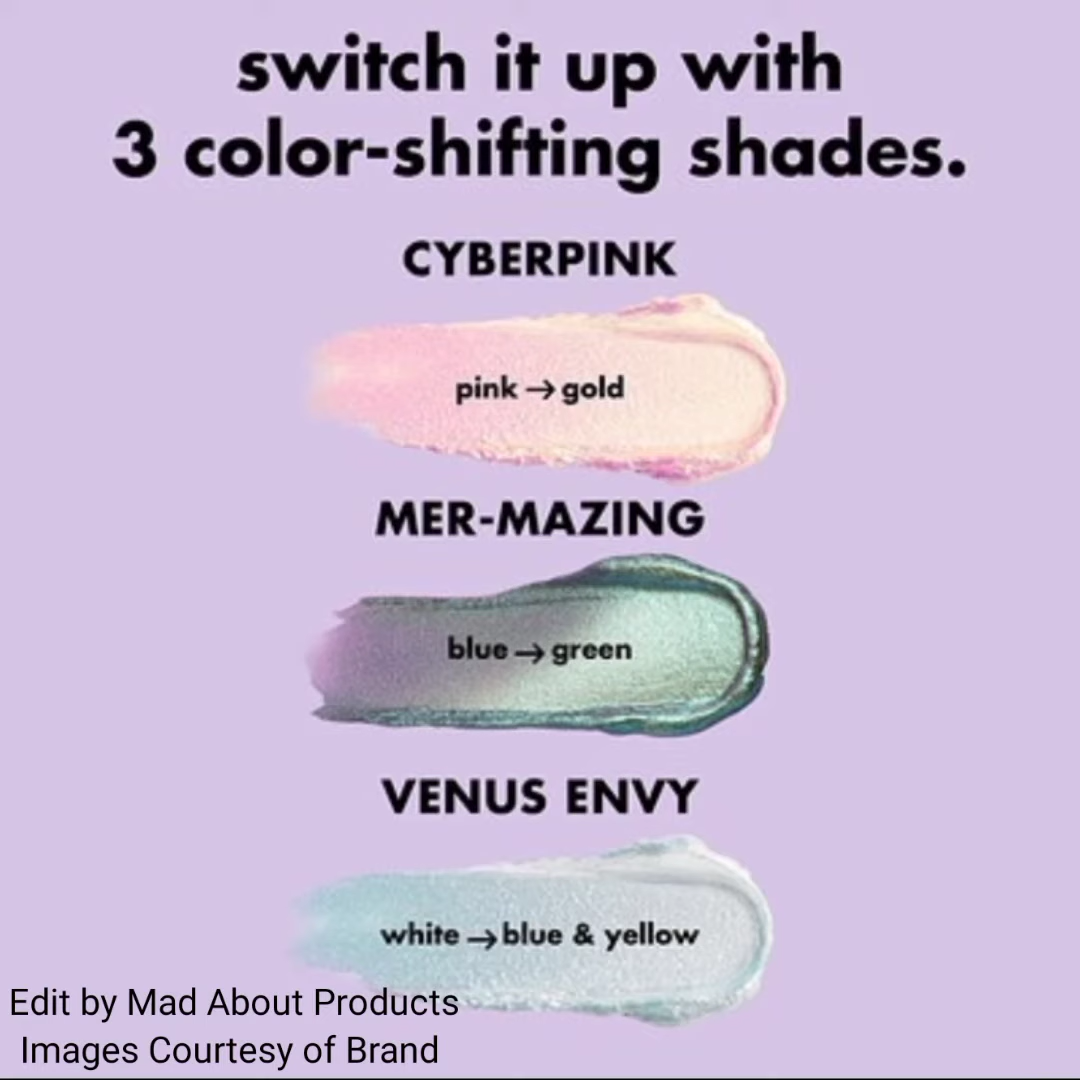 switch it up with
3 color-shifting shades.
CYBERPINK
pink → gold
MER-MAZING
blue → green
VENUS ENVY
white → blue & yellow
Edit by Mad About Products
Images Courtesy of Brand